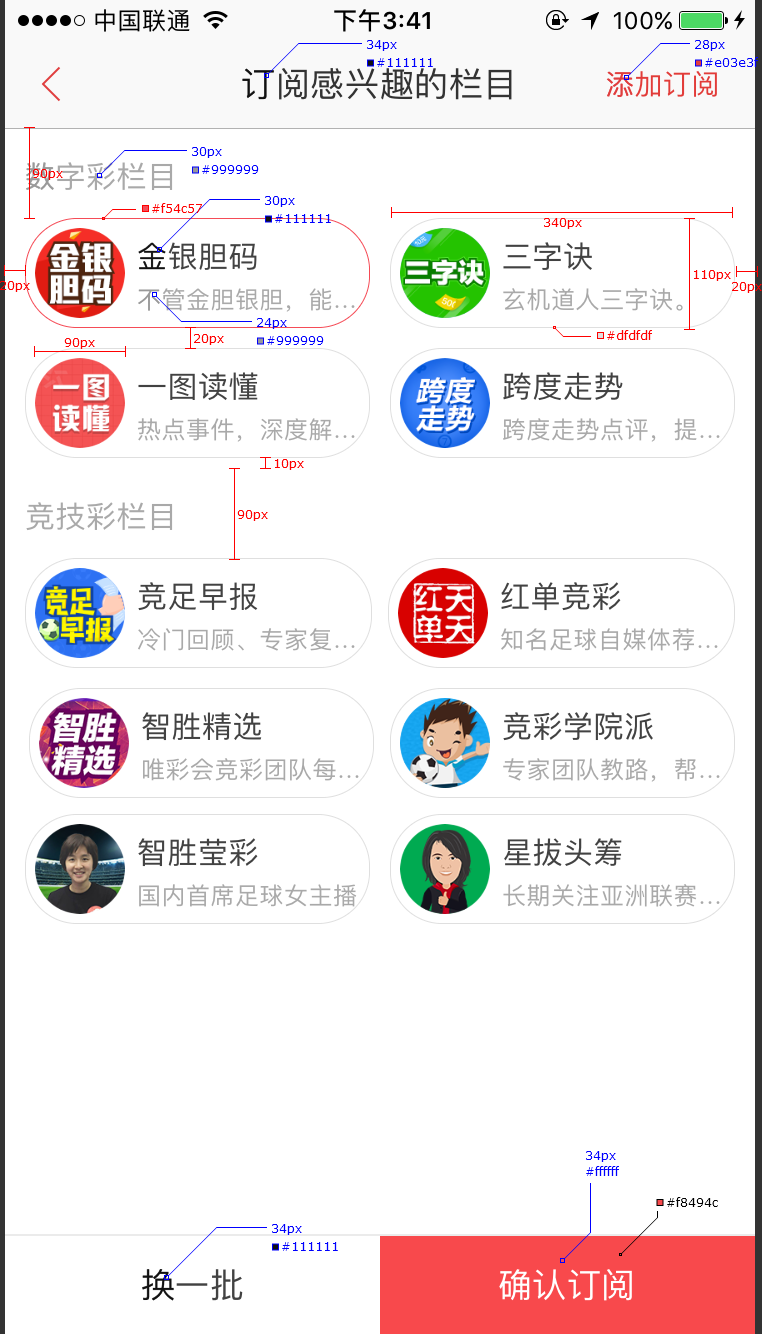 中国联通 下午3:41 100%
34px
#111111
28px
#e03e3f
订阅感兴趣的栏目
添加订阅
90px
30px
#999999
数字彩栏目
#f54c57
30px
#111111
340px
金银胆码
金银胆码
不管金胆银胆，能...
三字诀
三字诀
玄机道人三字诀。
110px
20px
20px
24px
#999999
20px
90px
#dfdfdf
一图读懂
一图读懂
热点事件，深度解...
跨度走势
跨度走势
跨度走势点评，提...
10px
90px
竞技彩栏目
竞足早报
竞足早报
冷门回顾、专家复...
红单天天
红单竞彩
知名足球自媒体荐...
智胜精选
智胜精选
唯彩会竞彩团队每...
竞彩学院派
专家团队教路，帮...
智胜莹彩
国内首席足球女主播
星拔头筹
长期关注亚洲联赛...
34px
#ffffff
#f8494c
34px
#111111
换一批
确认订阅